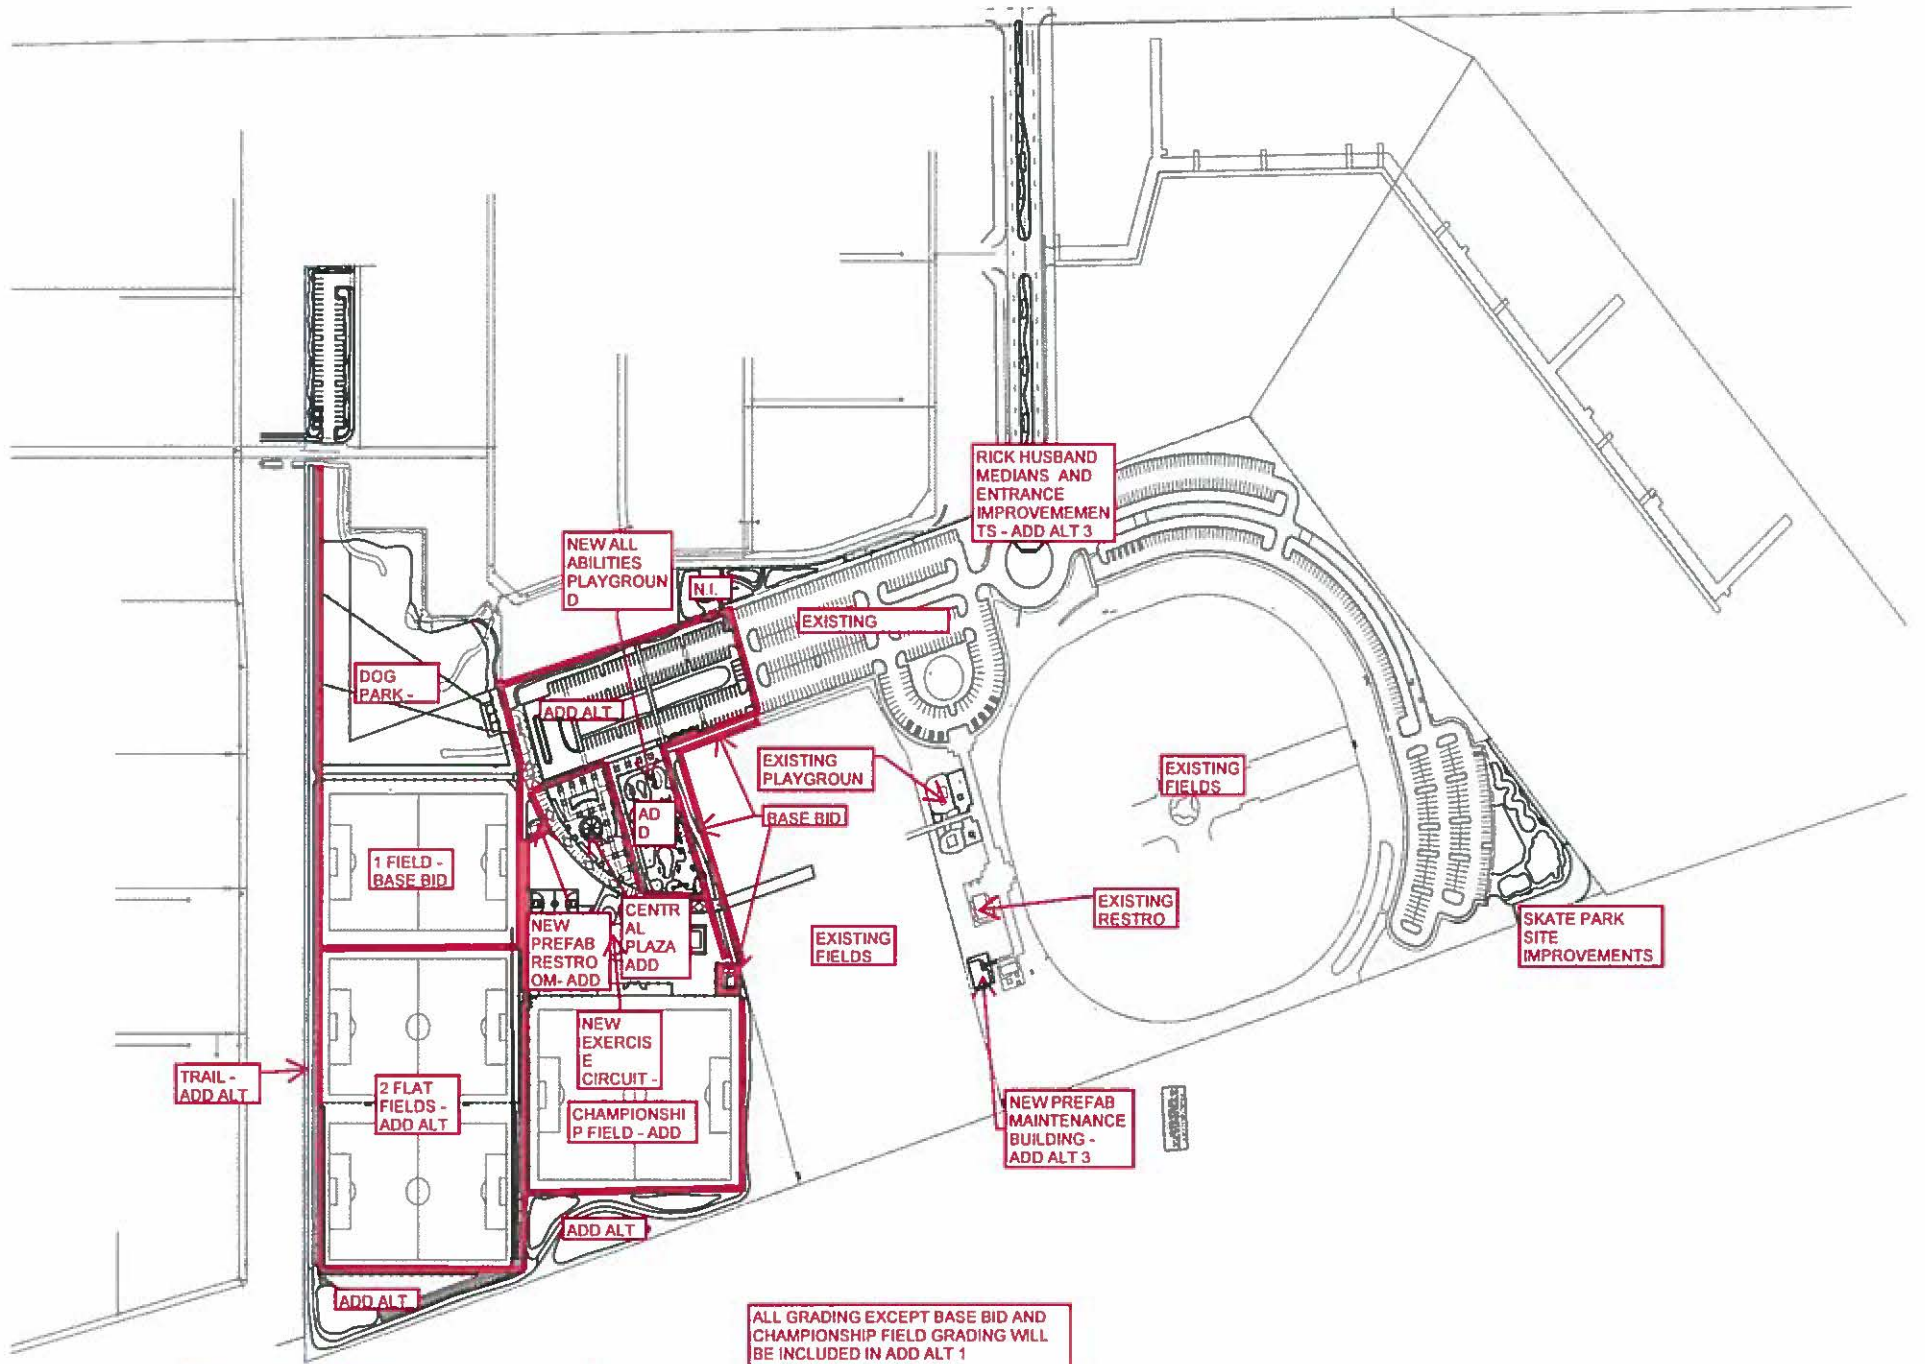 RICK HUSBAND
MEDIANS AND
ENTRANCE
IMPROVEMEMEN
TS - ADD ALT 3
NEW ALL
ABILITIES
PLAYGROUN
D
N.I.
EXISTING
DOG
PARK -
ADD ALT
EXISTING
PLAYGROUN
EXISTING
FIELDS
AD
D
BASE BID
1 FIELD -
BASE BID
NEW
PREFAB
RESTRO
OM- ADD
CENTR
AL
PLAZA
ADD
EXISTING
FIELDS
EXISTING
RESTRO
SKATE PARK
SITE
IMPROVEMENTS
NEW
EXERCIS
E
CIRCUIT -
TRAIL -
ADD ALT
2 FLAT
FIELDS -
ADD ALT
CHAMPIONSHI
P FIELD - ADD
NEW PREFAB
MAINTENANCE
BUILDING -
ADD ALT 3
ADD ALT
ADD ALT
ALL GRADING EXCEPT BASE BID AND
CHAMPIONSHIP FIELD GRADING WILL
BE INCLUDED IN ADD ALT 1